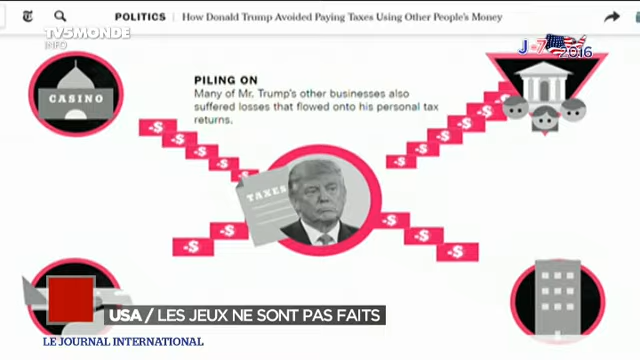 POLITICS | How Donald Trump Avoided Paying Taxes Using Other People's Money
TV5MONDE
INFO
J-7 2016
PILING ON
Many of Mr. Trump's other businesses also
suffered losses that flowed onto his personal tax
returns.
CASINO
-$ -$ -$ -$ -$
-$ -$ -$ -$ -$
TAXES
-$ -$
-$ -$ -$
USA / LES JEUX NE SONT PAS FAITS
LE JOURNAL INTERNATIONAL